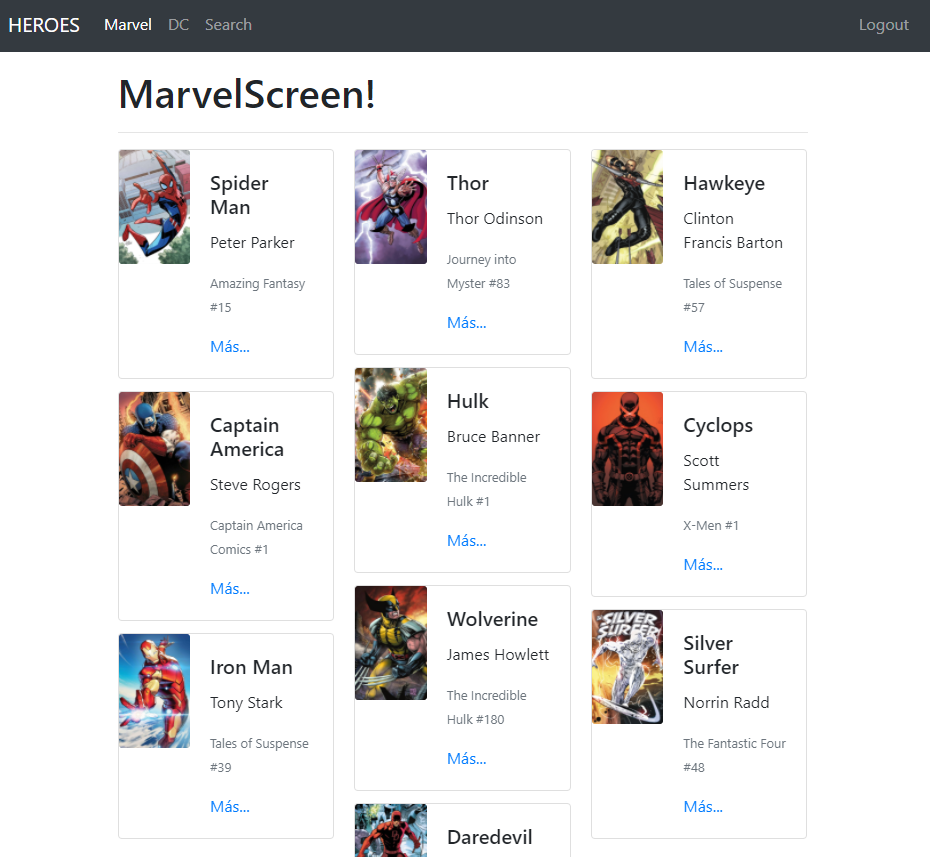 HEROES Marvel DC Search Logout
MarvelScreen!
Spider
Man
Peter Parker
Amazing Fantasy
#15
Más...
Captain
America
Steve Rogers
Captain America
Comics #1
Más...
Iron Man
Tony Stark
Tales of Suspense
#39
Más...
Thor
Thor Odinson
Journey into
Myster #83
Más...
Hulk
Bruce Banner
The Incredible
Hulk #1
Más...
Wolverine
James Howlett
The Incredible
Hulk #180
Más...
Daredevil
Hawkeye
Clinton
Francis Barton
Tales of Suspense
#57
Más...
Cyclops
Scott
Summers
X-Men #1
Más...
SILVER
SURFER
Silver
Surfer
Norrin Radd
The Fantastic Four
#48
Más...